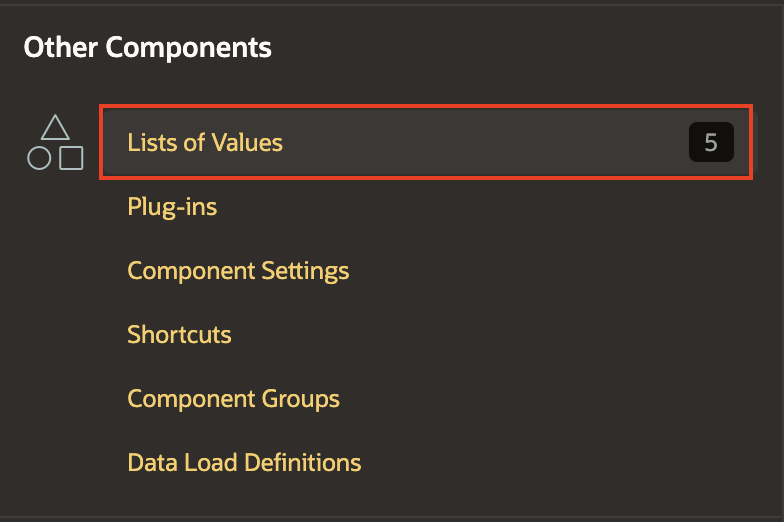 Other Components
Lists of Values 5
Plug-ins
Component Settings
Shortcuts
Component Groups
Data Load Definitions